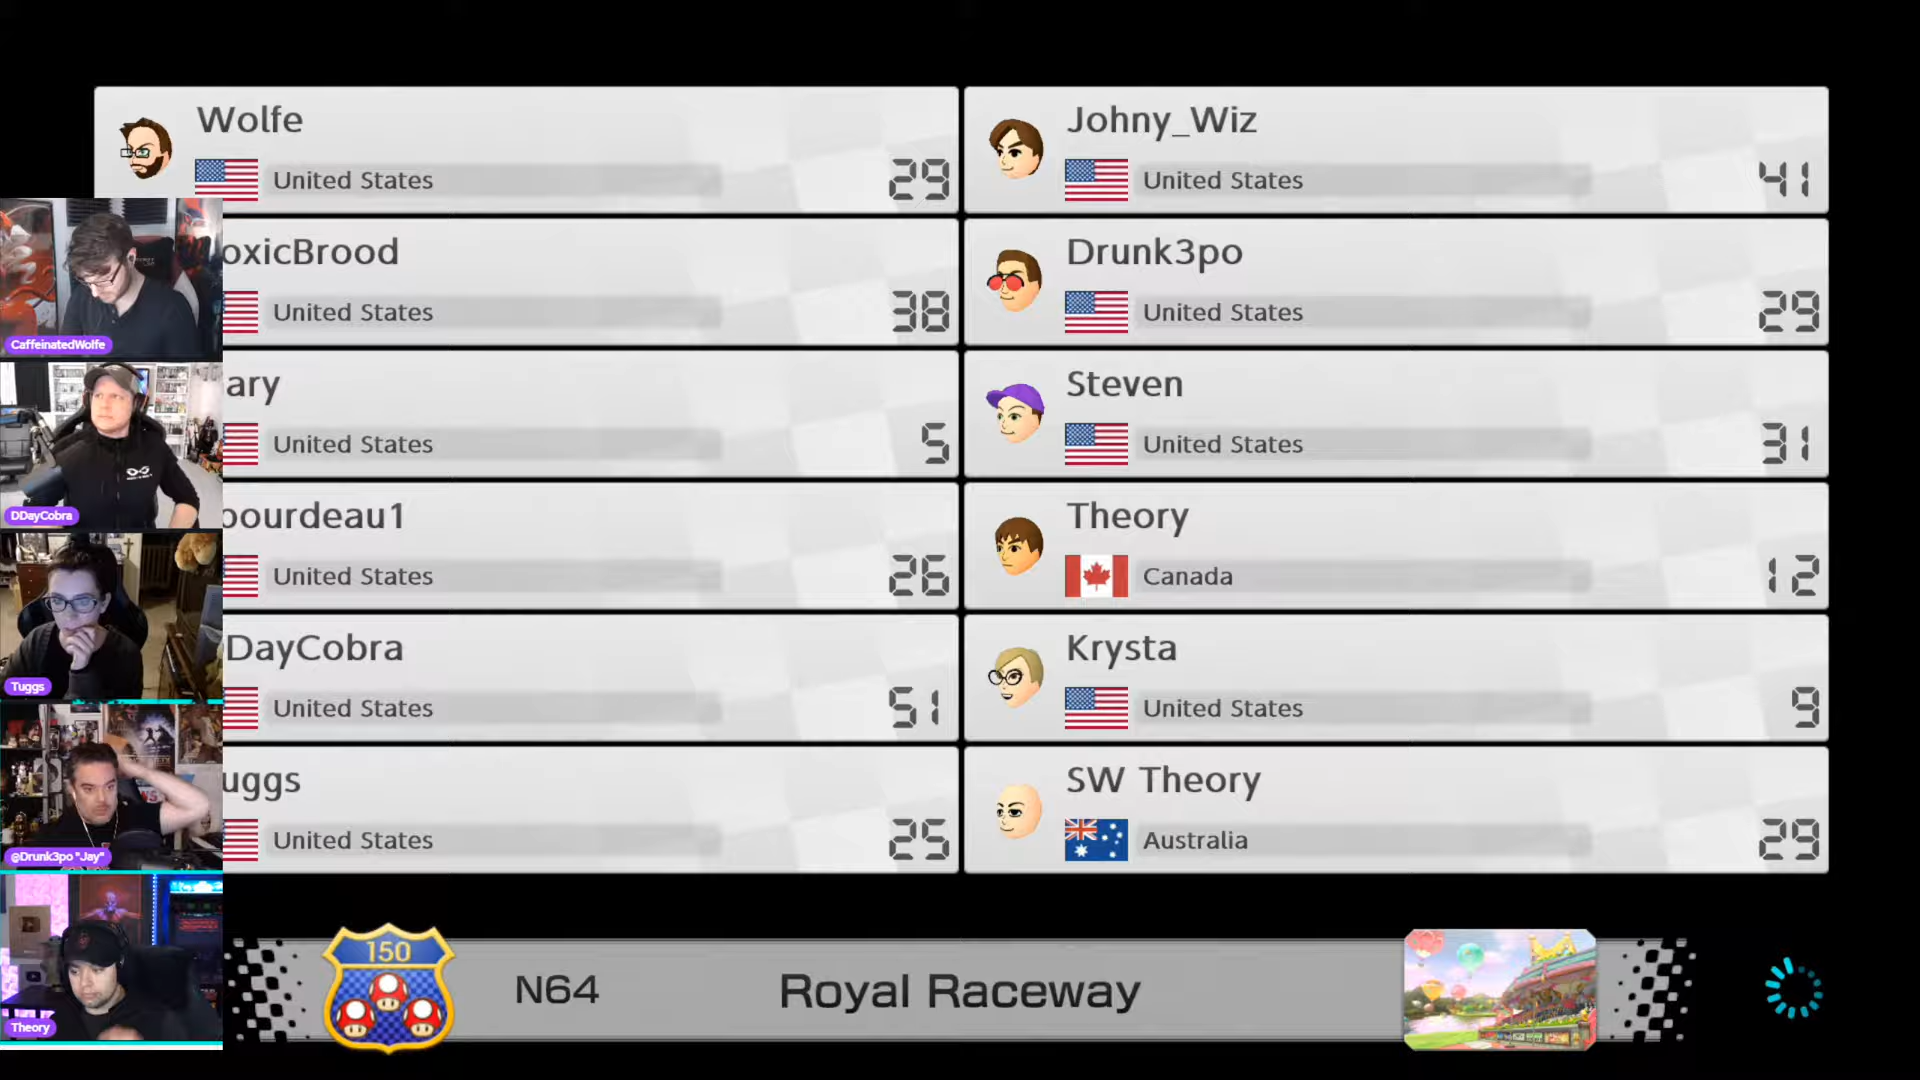 Wolfe
United States
29
Johny_Wiz
United States
41
oxicBrood
United States
38
Drunk3po
United States
29
ary
United States
5
Steven
United States
31
bourdeau1
United States
26
Theory
Canada
12
DayCobra
United States
51
Krysta
United States
9
uggs
United States
25
SW Theory
Australia
29
CaffeinatedWolfe
DDayCobra
Tuggs
@Drunk3po "Jay"
Theory
150
N64
Royal Raceway